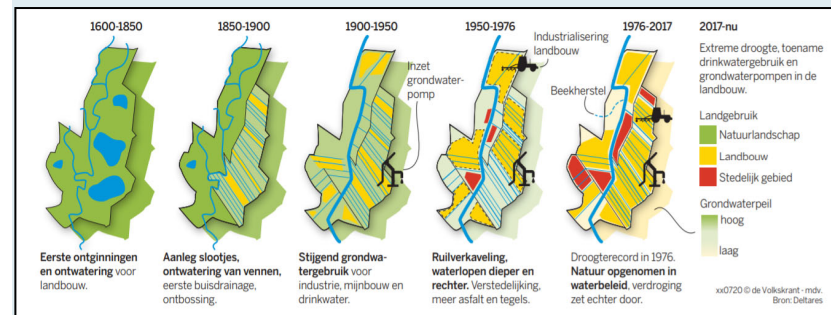 1600-1850
1850-1900
1900-1950
1950-1976
1976-2017
2017-nu
Inzet
grondwater-
pomp
Industrialisering
landbouw
Beekherstel
Extreme droogte, toename
drinkwatergebruik en
grondwaterpompen in de
landbouw.
Landgebruik
Natuurlandschap
Landbouw
Stedelijk gebied
Grondwaterpeil
hoog
laag
Eerste ontginningen
en ontwatering voor
landbouw.
Aanleg slootjes,
ontwatering van vennen,
eerste buisdrainage,
ontbossing.
Stijgend grondwa-
tergebruik voor
industrie, mijnbouw en
drinkwater.
Ruilverkaveling,
waterlopen dieper en
rechter. Verstedelijking,
meer asfalt en tegels.
Droogterecord in 1976.
Natuur opgenomen in
waterbeleid, verdroging
zet echter door.
xx0720 © de Volkskrant - mdv.
Bron: Deltares